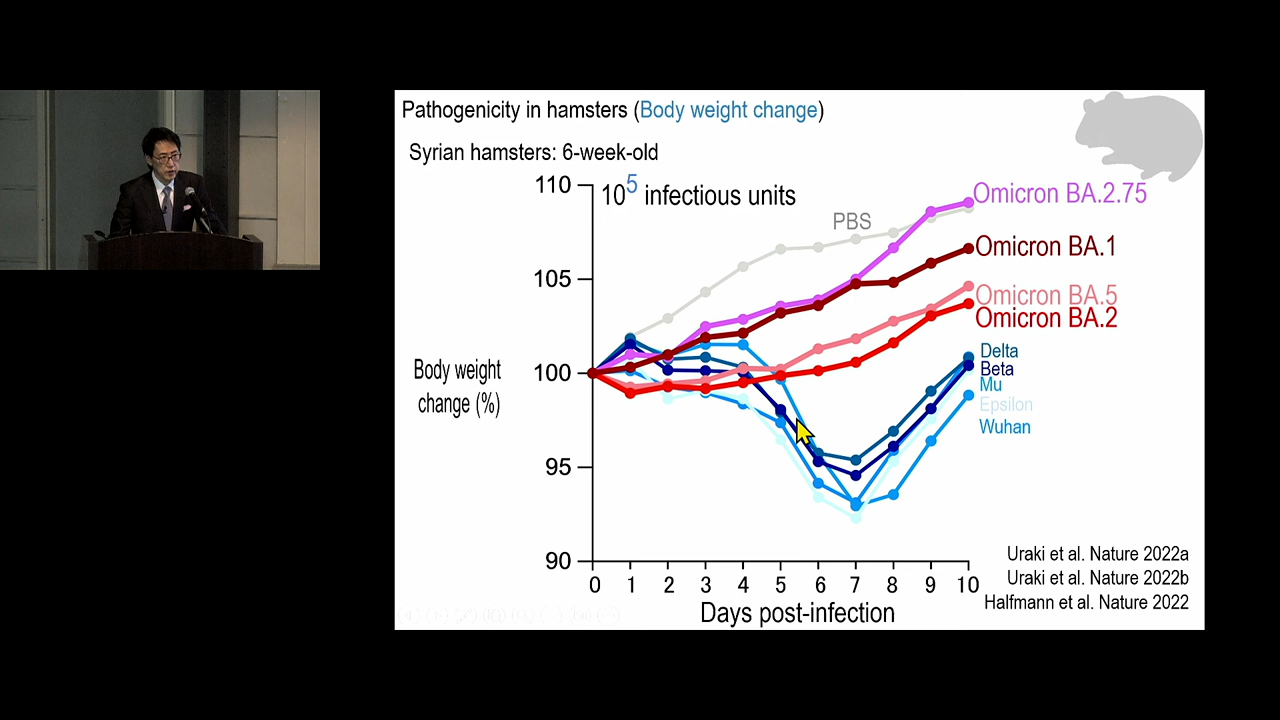 Pathogenicity in hamsters (Body weight change)
Syrian hamsters: 6-week-old
10^5 infectious units
110
105
100
95
90
Body weight
change (%)
PBS
Omicron BA.2.75
Omicron BA.1
Omicron BA.5
Omicron BA.2
Delta
Beta
Mu
Epsilon
Wuhan
0 1 2 3 4 5 6 7 8 9 10
Days post-infection
Uraki et al. Nature 2022a
Uraki et al. Nature 2022b
Halfmann et al. Nature 2022